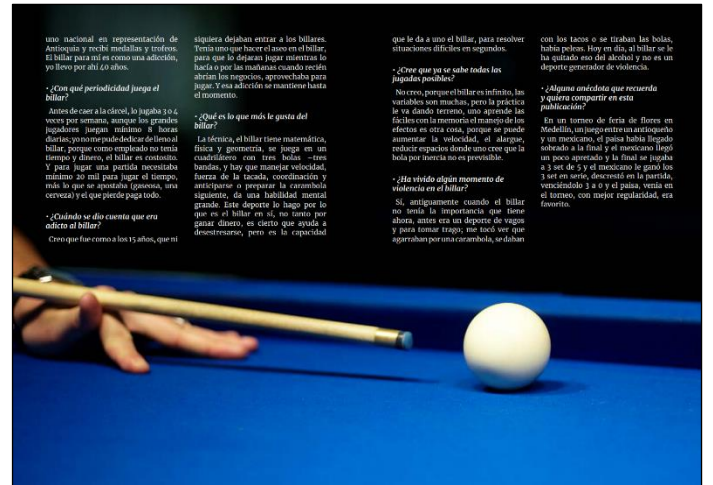 uno nacional en representación de
Antioquia y recibí medallas y trofeos.
El billar para mí es como una adicción,
yo llevo por ahí 40 años.
· ¿Con qué periodicidad juega el
billar?
Antes de caer a la cárcel, lo jugaba 3 o 4
veces por semana, aunque los grandes
jugadores juegan mínimo 8 horas
diarias; yo no me pude dedicar de lleno al
billar, porque como empleado no tenía
tiempo y dinero, el billar es costosito.
Y para jugar una partida necesitaba
mínimo 20 mil para jugar el tiempo,
más lo que se apostaba (gaseosa, una
cerveza) y el que pierde paga todo.
· ¿Cuándo se dio cuenta que era
adicto al billar?
Creo que fue como a los 15 años, que ni
siquiera dejaban entrar a los billares.
Tenía uno que hacer el aseo en el billar,
para que lo dejaran jugar mientras lo
hacía o por las mañanas cuando recién
abrían los negocios, aprovechaba para
jugar. Y esa adicción se mantiene hasta
el momento.
· ¿Qué es lo que más le gusta del
billar?
La técnica, el billar tiene matemática,
física y geometría, se juega en un
cuadrilátero con tres bolas –tres
bandas, y hay que manejar velocidad,
fuerza de la tacada, coordinación y
anticiparse o preparar la carambola
siguiente, da una habilidad mental
grande. Este deporte lo hago por lo
que es el billar en sí, no tanto por
ganar dinero, es cierto que ayuda a
desestresarse, pero es la capacidad
que le da a uno el billar, para resolver
situaciones difíciles en segundos.
· ¿Cree que ya se sabe todas las
jugadas posibles?
No creo, porque el billar es infinito, las
variables son muchas, pero la práctica
le va dando terreno, uno aprende las
fáciles con la memoria el manejo de los
efectos es otra cosa, porque se puede
aumentar la velocidad, el alargue,
reducir espacios donde uno cree que la
bola por inercia no es previsible.
· ¿Ha vivido algún momento de
violencia en el billar?
Sí, antiguamente cuando el billar
no tenía la importancia que tiene
ahora, antes era un deporte de vagos
y para tomar trago; me tocó ver que
agarraban por una carambola, se daban
con los tacos o se tiraban las bolas,
había peleas. Hoy en día, al billar se le
ha quitado eso del alcohol y no es un
deporte generador de violencia.
· ¿Alguna anécdota que recuerda
y quiera compartir en esta
publicación?
En un torneo de feria de flores en
Medellín, un juego entre un antioqueño
y un mexicano, el paisa había llegado
sobrado a la final y el mexicano llegó
un poco apretado y la final se jugaba
a 3 set de 5 y el mexicano le ganó los
3 set en serie, descrestó en la partida,
venciéndolo 3 a 0 y el paisa, venía en
el torneo, con mejor regularidad, era
favorito.